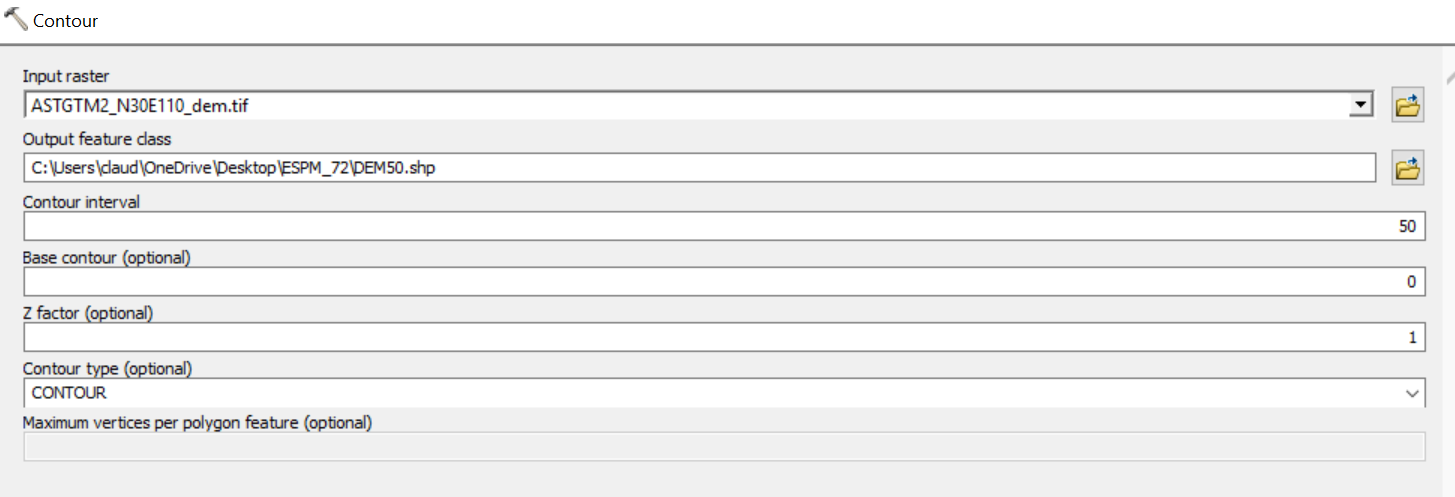 Contour
Input raster
ASTGTM2_N30E110_dem.tif
Output feature class
C:\Users\claud\OneDrive\Desktop\ESPM_72\DEM50.shp
Contour interval
50
Base contour (optional)
0
Z factor (optional)
1
Contour type (optional)
CONTOUR
Maximum vertices per polygon feature (optional)